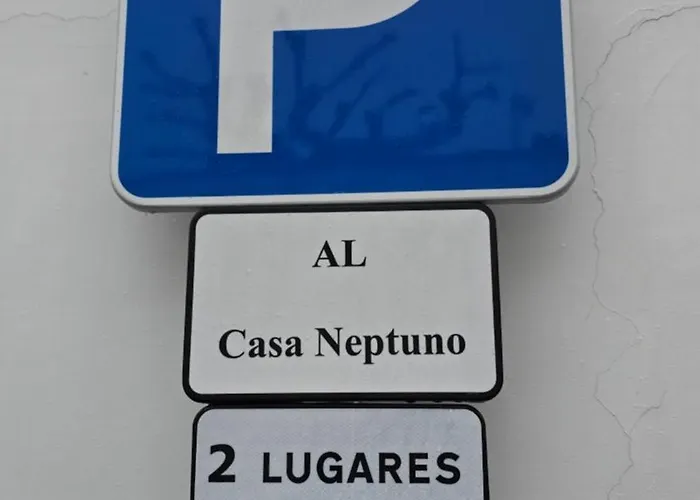 P
AL
Casa Neptuno
2 LUGARES